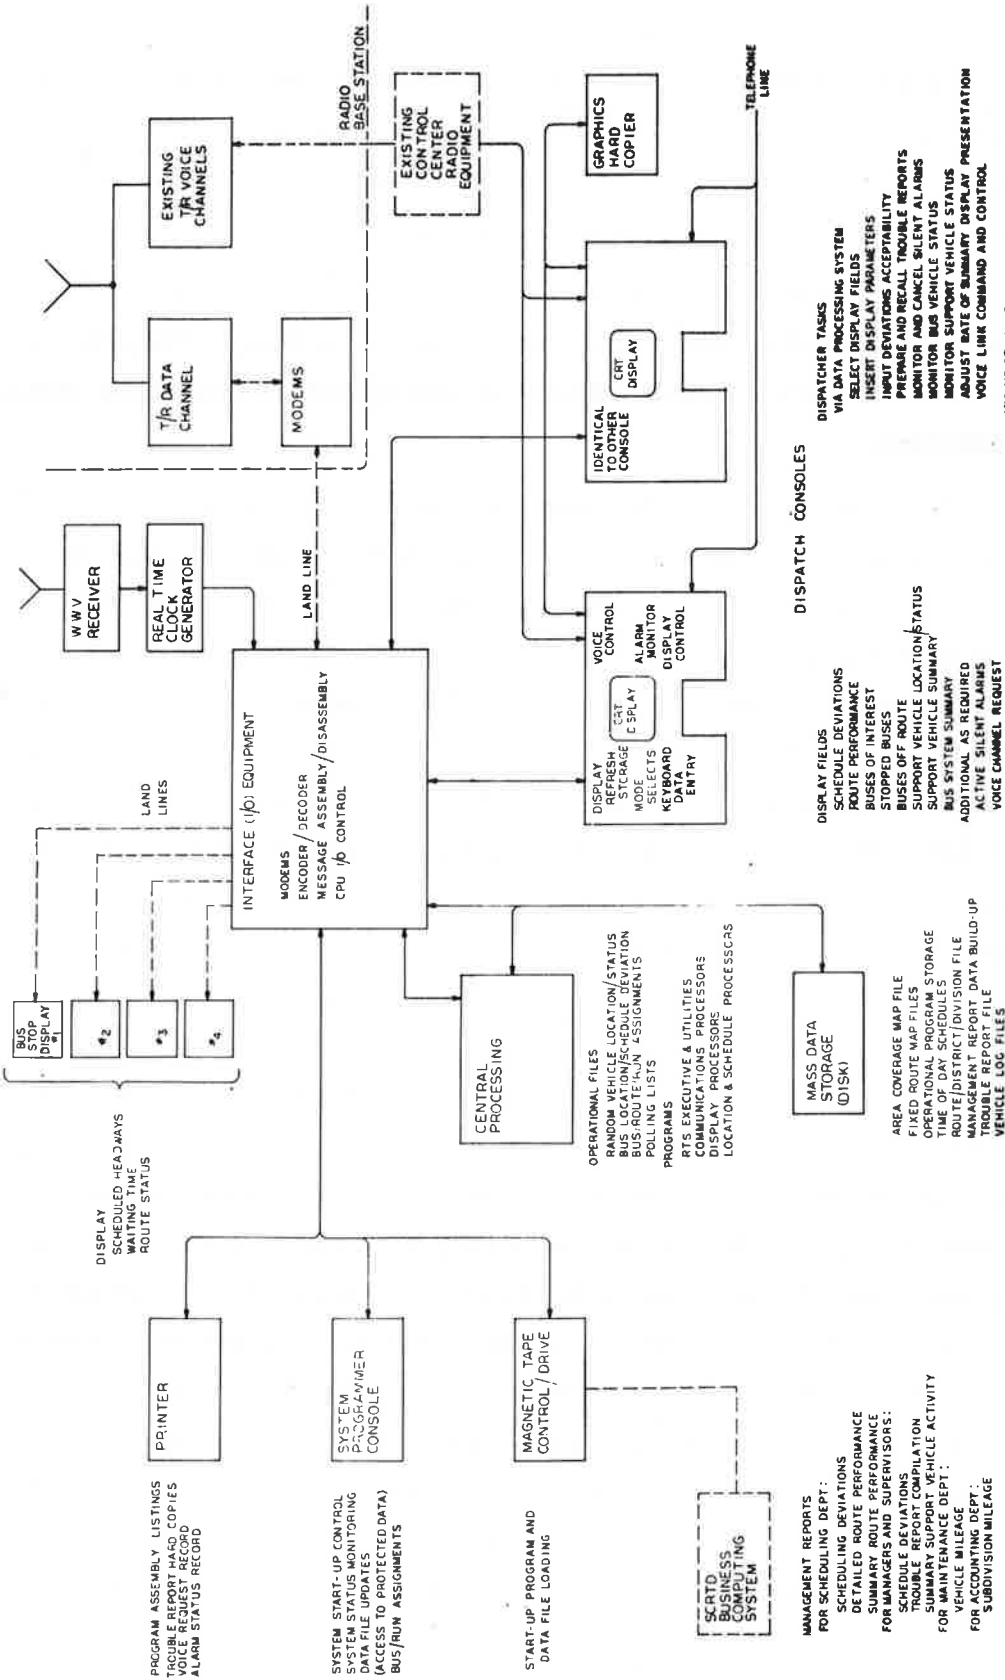 PROGRAM ASSEMBLY LISTINGS
TROUBLE REPORT HARD COPIES
VOICE REQUEST RECORD
ALARM STATUS RECORD
PRINTER
SYSTEM START-UP CONTROL
SYSTEM STATUS MONITORING
DATA FILE UPDATES
(ACCESS TO PROTECTED DATA)
BUS/RUN ASSIGNMENTS
SYSTEM
PROGRAMMER
CONSOLE
START-UP PROGRAM AND
DATA FILE LOADING
MAGNETIC TAPE
CONTROL/DRIVE
SCRTD
BUSINESS
COMPUTING
SYSTEM
MANAGEMENT REPORTS
FOR SCHEDULING DEPT:
SCHEDULING DEVIATIONS
DETAILED ROUTE PERFORMANCE
SUMMARY ROUTE PERFORMANCE
FOR MANAGERS AND SUPERVISORS:
SCHEDULE DEVIATIONS
TROUBLE REPORT COMPILATION
SUMMARY SUPPORT VEHICLE ACTIVITY
FOR MAINTENANCE DEPT:
VEHICLE MILEAGE
FOR ACCOUNTING DEPT:
SUBDIVISION MILEAGE
DISPLAY
SCHEDULED HEADWAYS
WAITING TIME
ROUTE STATUS
BUS
STOP
DISPLAY
#1
#2
#3
#4
LAND
LINES
CENTRAL
PROCESSING
OPERATIONAL FILES
RANDOM VEHICLE LOCATION/STATUS
BUS LOCATION/SCHEDULE DEVIATION
BUS/ROUTE/RUN ASSIGNMENTS
POLLING LISTS
PROGRAMS
RTS EXECUTIVE & UTILITIES
COMMUNICATIONS PROCESSORS
DISPLAY PROCESSORS
LOCATION & SCHEDULE PROCESSORS
MASS DATA
STORAGE
(DISK)
AREA COVERAGE MAP FILE
FIXED ROUTE MAP FILES
OPERATIONAL PROGRAM STORAGE
TIME OF DAY SCHEDULES
ROUTE/DISTRICT/DIVISION FILE
MANAGEMENT REPORT DATA BUILD-UP
TROUBLE REPORT FILE
VEHICLE LOG FILES
WWV
RECEIVER
REAL TIME
CLOCK
GENERATOR
INTERFACE (I/O) EQUIPMENT
MODEMS
ENCODER/DECODER
MESSAGE ASSEMBLY/DISASSEMBLY
CPU I/O CONTROL
LAND LINE
DISPLAY
REFRESH
STORAGE
MODE
SELECTS
KEYBOARD
DATA
ENTRY
CRT
DISPLAY
VOICE
CONTROL
ALARM
MONITOR
DISPLAY
CONTROL
DISPATCH CONSOLES
DISPLAY FIELDS
SCHEDULE DEVIATIONS
ROUTE PERFORMANCE
BUSES OF INTEREST
STOPPED BUSES
BUSES OFF ROUTE
SUPPORT VEHICLE LOCATION/STATUS
SUPPORT VEHICLE SUMMARY
BUS SYSTEM SUMMARY
ADDITIONAL AS REQUIRED
ACTIVE SILENT ALARMS
VOICE CHANNEL REQUEST
T/R DATA
CHANNEL
EXISTING
T/R VOICE
CHANNELS
MODEMS
RADIO
BASE STATION
EXISTING
CONTROL
CENTER
RADIO
EQUIPMENT
IDENTICAL
TO OTHER
CONSOLE
CRT
DISPLAY
GRAPHICS
HARD
COPIER
TELEPHONE
LINE
DISPATCHER TASKS
VIA DATA PROCESSING SYSTEM
SELECT DISPLAY FIELDS
INSERT DISPLAY PARAMETERS
INPUT DEVIATIONS ACCEPTABILITY
PREPARE AND RECALL TROUBLE REPORTS
MONITOR AND CANCEL SILENT ALARMS
MONITOR BUS VEHICLE STATUS
MONITOR SUPPORT VEHICLE STATUS
ADJUST RATE OF SUMMARY DISPLAY PRESENTATION
VOICE LINK COMMAND AND CONTROL